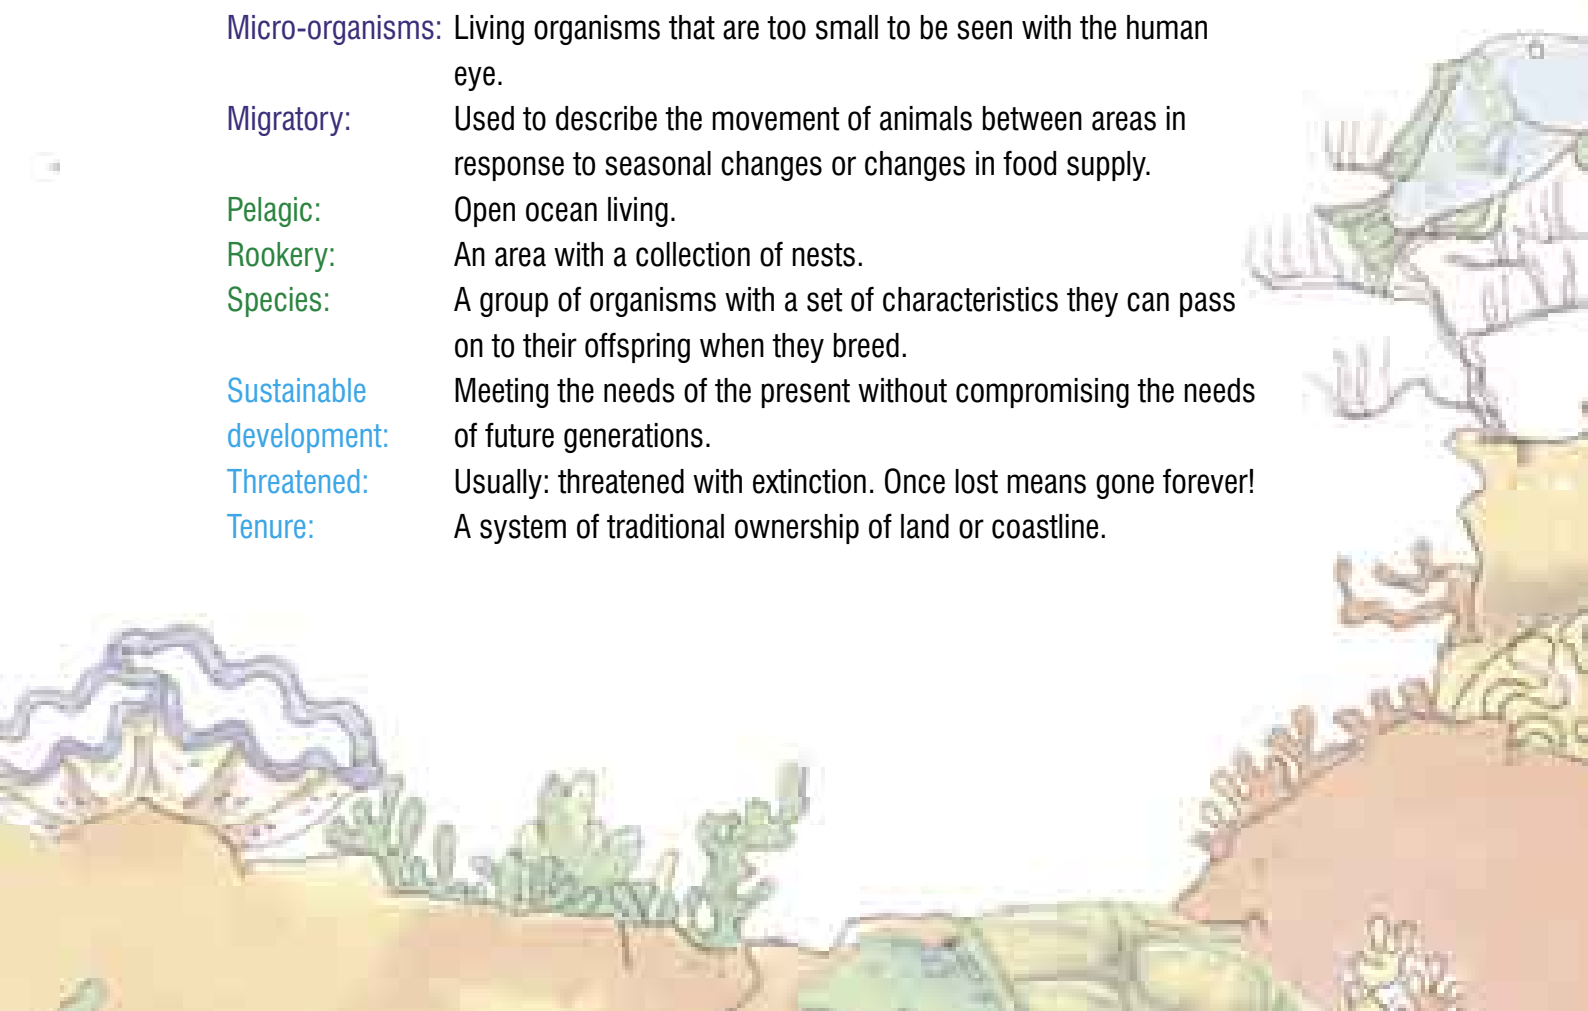 Micro-organisms: Living organisms that are too small to be seen with the human
eye.
Migratory: Used to describe the movement of animals between areas in
response to seasonal changes or changes in food supply.
Pelagic: Open ocean living.
Rookery: An area with a collection of nests.
Species: A group of organisms with a set of characteristics they can pass
on to their offspring when they breed.
Sustainable Meeting the needs of the present without compromising the needs
development: of future generations.
Threatened: Usually: threatened with extinction. Once lost means gone forever!
Tenure: A system of traditional ownership of land or coastline.